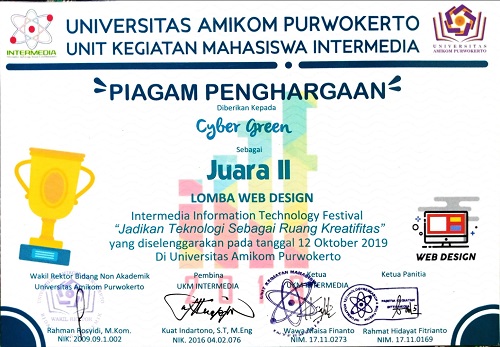 UNIVERSITAS AMIKOM PURWOKERTO
UNIT KEGIATAN MAHASISWA INTERMEDIA
INTERMEDIA
UNIVERSITAS
AMIKOM PURWOKERTO
PIAGAM PENGHARGAAN
Diberikan Kepada
Cyber Green
Sebagai
Juara II
LOMBA WEB DESIGN
Intermedia Information Technology Festival
“Jadikan Teknologi Sebagai Ruang Kreatifitas”
yang diselenggarakan pada tanggal 12 Oktober 2019
Di Universitas Amikom Purwokerto
WEB DESIGN
Wakil Rektor Bidang Non Akademik
Universitas Amikom Purwokerto
Pembina
UKM INTERMEDIA
Ketua
UKM INTERMEDIA
Ketua Panitia
Rahman Rosyidi, M.Kom.
NIK. 2009.09.1.002
Kuat Indartono, S.T, M.Eng
NIK. 2016.04.02.076
Wawa Maisa Finanto
NIM. 17.11.0273
Rahmat Hidayat Fitrianto
NIM. 17.11.0169